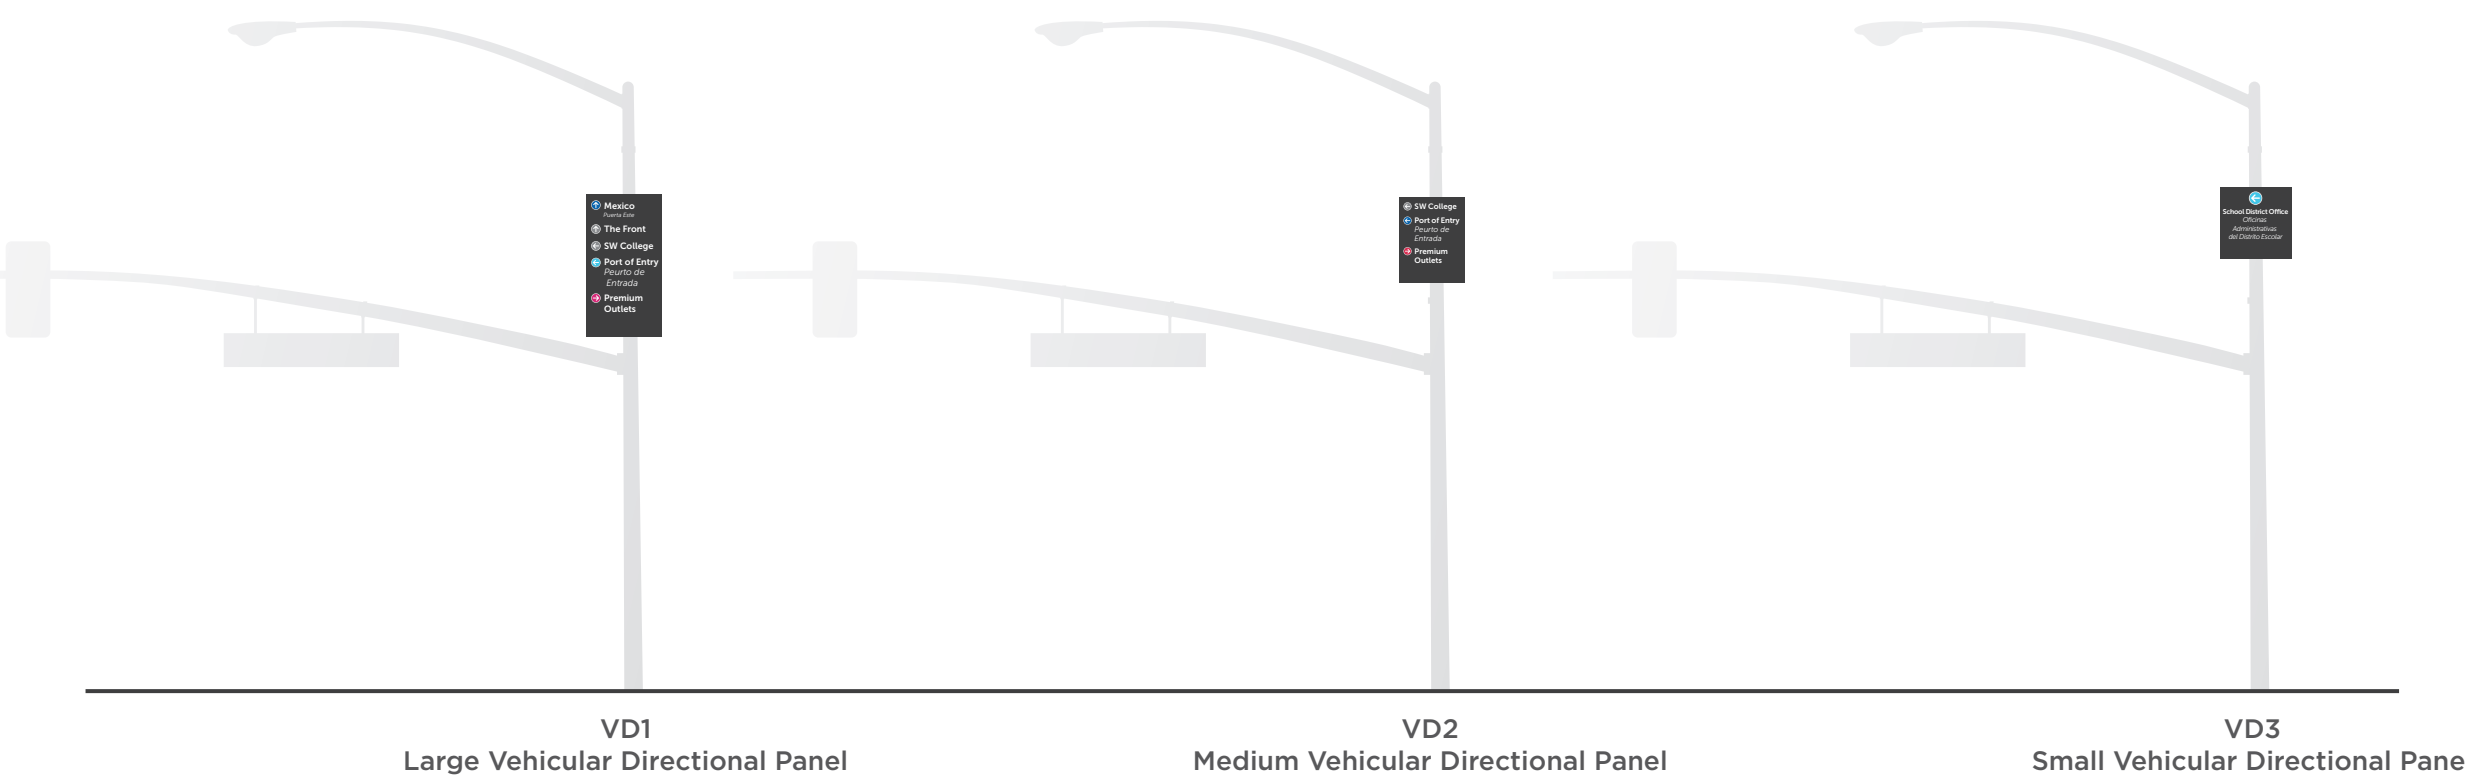 Mexico
Puerta Este
The Front
SW College
Port of Entry
Peurto de
Entrada
Premium
Outlets
SW College
Port of Entry
Peurto de
Entrada
Premium
Outlets
School District Office
Oficinas
Administrativas
del Distrito Escolar
VD1
Large Vehicular Directional Panel
VD2
Medium Vehicular Directional Panel
VD3
Small Vehicular Directional Pane